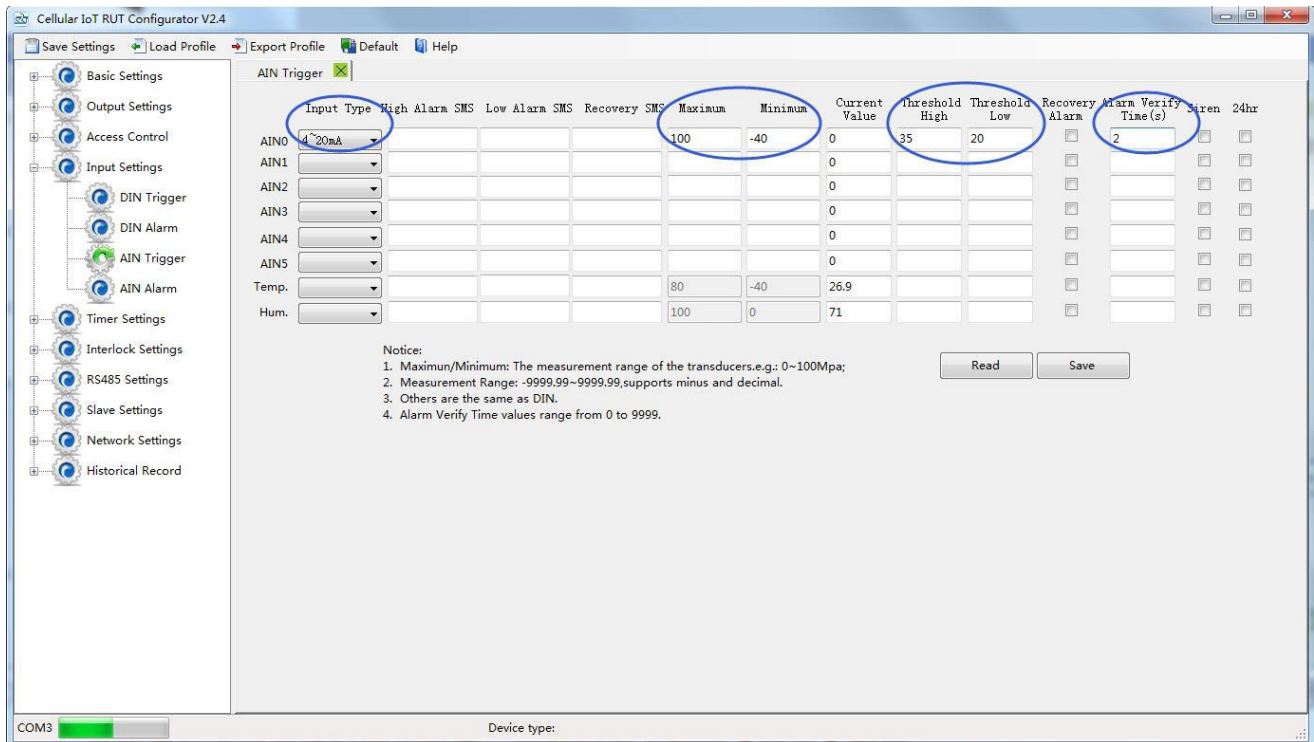 Cellular IoT RUT Configurator V2.4
Save Settings Load Profile Export Profile Default Help
Basic Settings
Output Settings
Access Control
Input Settings
DIN Trigger
DIN Alarm
AIN Trigger
AIN Alarm
Timer Settings
Interlock Settings
RS485 Settings
Slave Settings
Network Settings
Historical Record
AIN Trigger
Input Type High Alarm SMS Low Alarm SMS Recovery SMS Maximum Minimum Current Value Threshold High Threshold Low Recovery Alarm Alarm Verify Time(s) Siren 24hr
AIN0 4~20mA 100 -40 0 35 20 2
AIN1 0
AIN2 0
AIN3 0
AIN4 0
AIN5 0
Temp. 80 -40 26.9
Hum. 100 0 71
Notice:
1. Maximun/Minimum: The measurement range of the transducers.e.g.: 0~100Mpa;
2. Measurement Range: -9999.99~9999.99,supports minus and decimal.
3. Others are the same as DIN.
4. Alarm Verify Time values range from 0 to 9999.
Read Save
COM3 Device type: